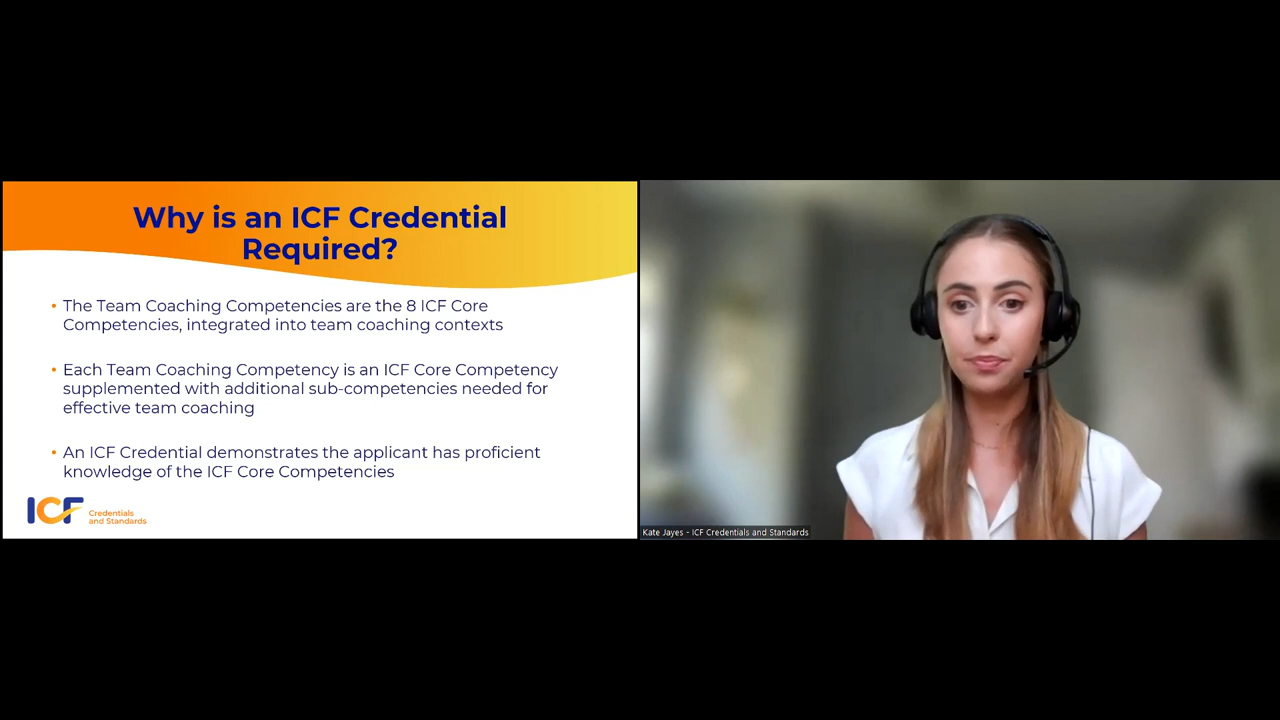 Why is an ICF Credential
Required?
• The Team Coaching Competencies are the 8 ICF Core
Competencies, integrated into team coaching contexts
• Each Team Coaching Competency is an ICF Core Competency
supplemented with additional sub-competencies needed for
effective team coaching
• An ICF Credential demonstrates the applicant has proficient
knowledge of the ICF Core Competencies
ICF Credentials
and Standards
Kate Jayes - ICF Credentials and Standards